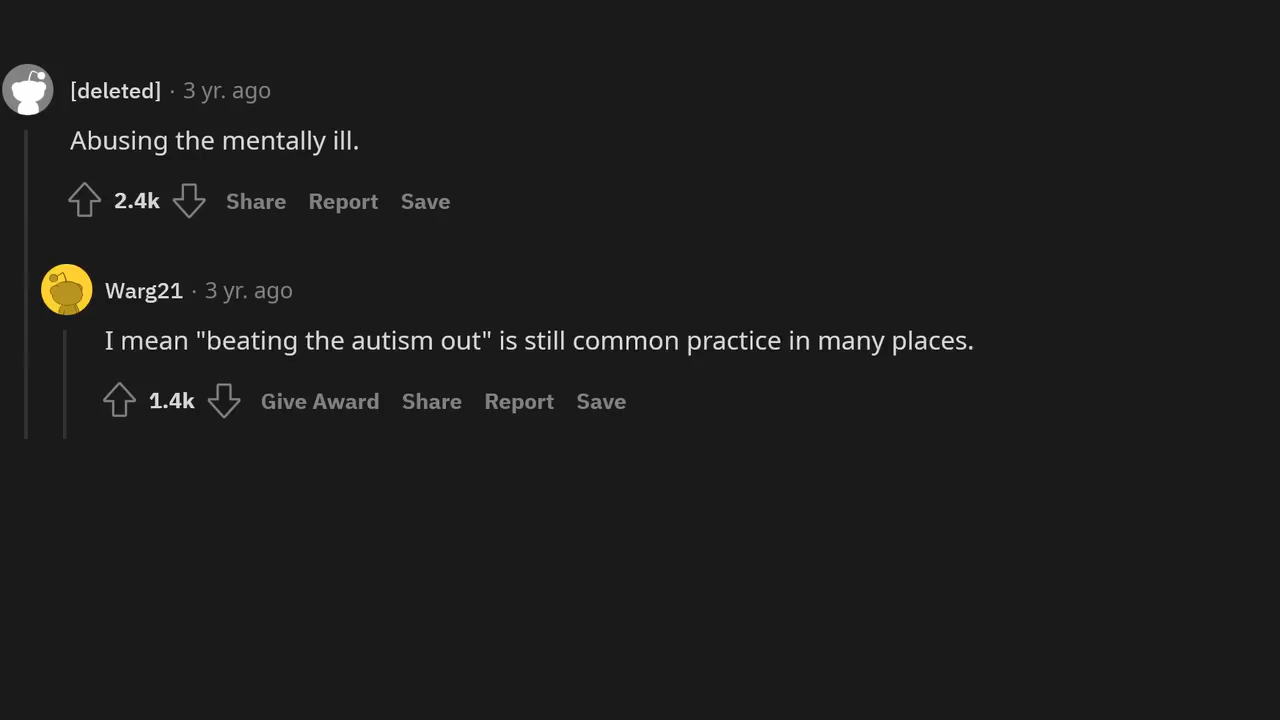 [deleted] · 3 yr. ago
Abusing the mentally ill.
2.4k Share Report Save
Warg21 · 3 yr. ago
I mean "beating the autism out" is still common practice in many places.
1.4k Give Award Share Report Save